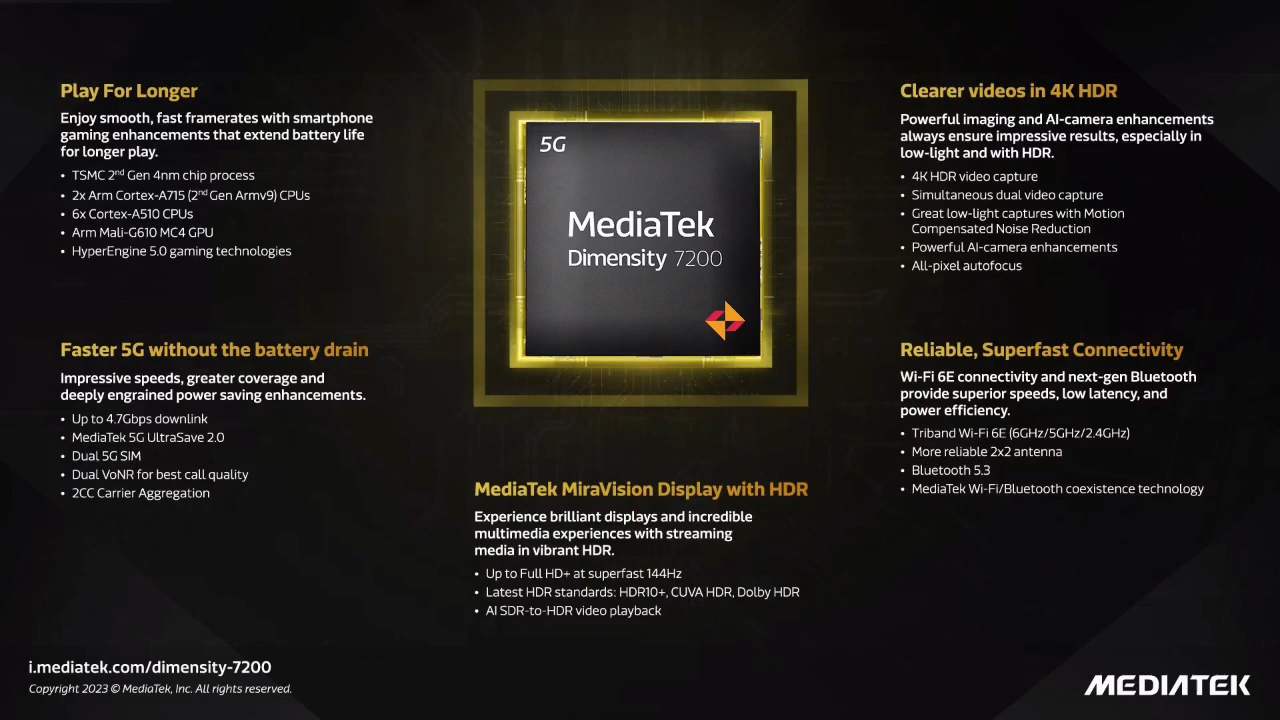 Play For Longer
Enjoy smooth, fast framerates with smartphone
gaming enhancements that extend battery life
for longer play.
• TSMC 2nd Gen 4nm chip process
• 2x Arm Cortex-A715 (2nd Gen Armv9) CPUs
• 6x Cortex-A510 CPUs
• Arm Mali-G610 MC4 GPU
• HyperEngine 5.0 gaming technologies
Faster 5G without the battery drain
Impressive speeds, greater coverage and
deeply engrained power saving enhancements.
• Up to 4.7Gbps downlink
• MediaTek 5G UltraSave 2.0
• Dual 5G SIM
• Dual VoNR for best call quality
• 2CC Carrier Aggregation
5G
MediaTek
Dimensity 7200
MediaTek MiraVision Display with HDR
Experience brilliant displays and incredible
multimedia experiences with streaming
media in vibrant HDR.
• Up to Full HD+ at superfast 144Hz
• Latest HDR standards: HDR10+, CUVA HDR, Dolby HDR
• AI SDR-to-HDR video playback
Clearer videos in 4K HDR
Powerful imaging and AI-camera enhancements
always ensure impressive results, especially in
low-light and with HDR.
• 4K HDR video capture
• Simultaneous dual video capture
• Great low-light captures with Motion
Compensated Noise Reduction
• Powerful AI-camera enhancements
• All-pixel autofocus
Reliable, Superfast Connectivity
Wi-Fi 6E connectivity and next-gen Bluetooth
provide superior speeds, low latency, and
power efficiency.
• Triband Wi-Fi 6E (6GHz/5GHz/2.4GHz)
• More reliable 2x2 antenna
• Bluetooth 5.3
• MediaTek Wi-Fi/Bluetooth coexistence technology
i.mediatek.com/dimensity-7200
Copyright 2023 © MediaTek, Inc. All rights reserved.
MEDIATEK